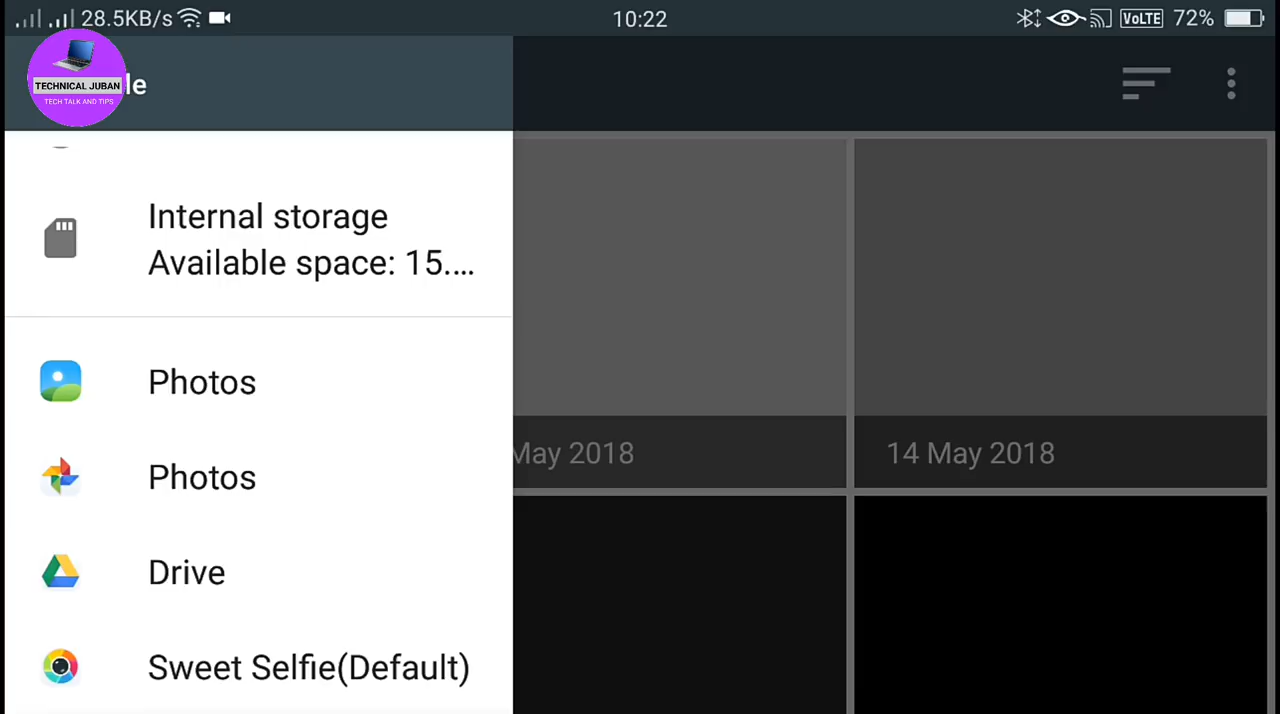 28.5KB/s
10:22
VoLTE
72%
TECHNICAL JUBAN
TECH TALK AND TIPS
le
Internal storage
Available space: 15....
Photos
Photos
Drive
Sweet Selfie(Default)
May 2018
14 May 2018